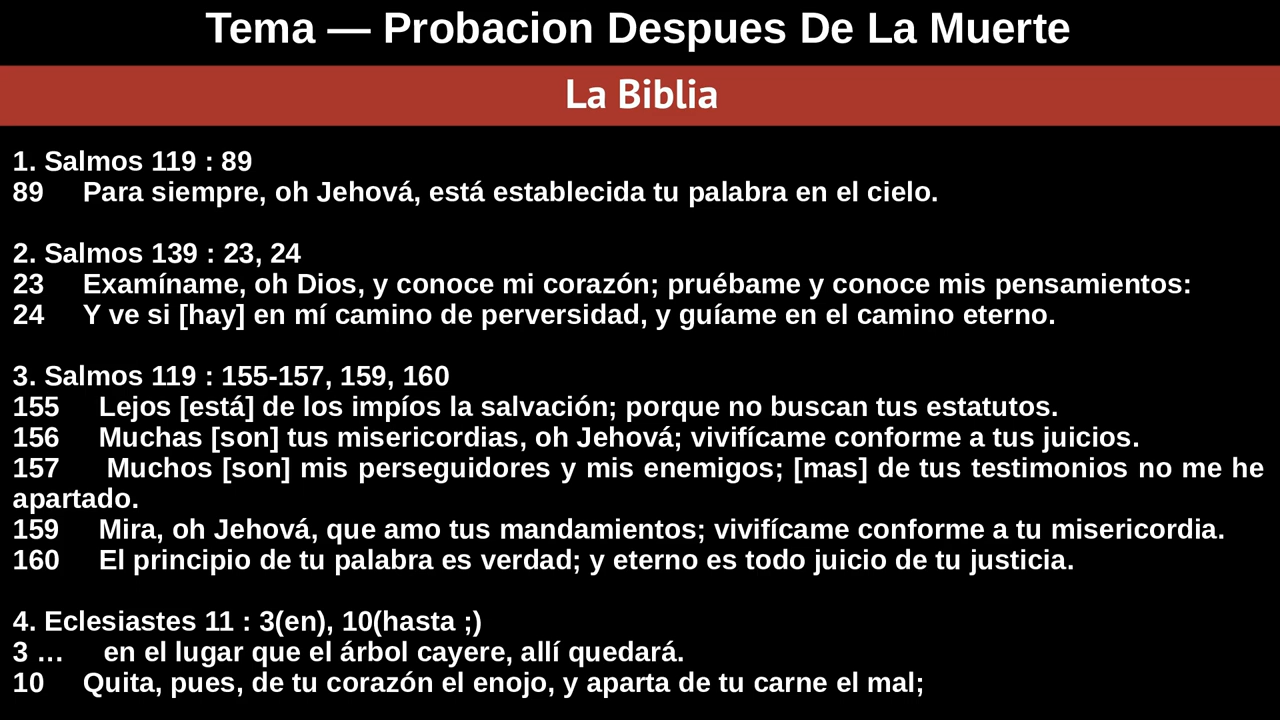 Tema — Probacion Despues De La Muerte
La Biblia
1. Salmos 119 : 89
89 Para siempre, oh Jehová, está establecida tu palabra en el cielo.
2. Salmos 139 : 23, 24
23 Examíname, oh Dios, y conoce mi corazón; pruébame y conoce mis pensamientos:
24 Y ve si [hay] en mí camino de perversidad, y guíame en el camino eterno.
3. Salmos 119 : 155-157, 159, 160
155 Lejos [está] de los impíos la salvación; porque no buscan tus estatutos.
156 Muchas [son] tus misericordias, oh Jehová; vivifícame conforme a tus juicios.
157 Muchos [son] mis perseguidores y mis enemigos; [mas] de tus testimonios no me he
apartado.
159 Mira, oh Jehová, que amo tus mandamientos; vivifícame conforme a tu misericordia.
160 El principio de tu palabra es verdad; y eterno es todo juicio de tu justicia.
4. Eclesiastes 11 : 3(en), 10(hasta ;)
3 … en el lugar que el árbol cayere, allí quedará.
10 Quita, pues, de tu corazón el enojo, y aparta de tu carne el mal;